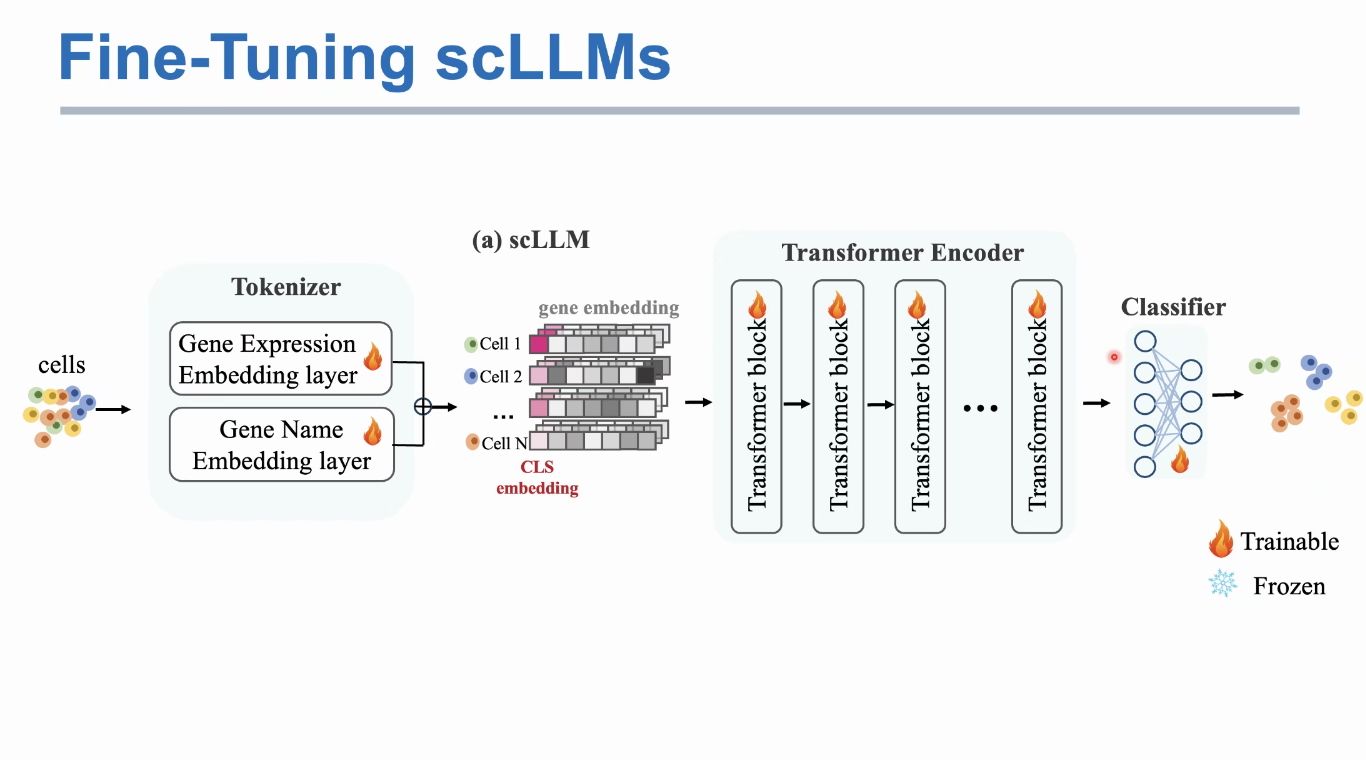 Fine-Tuning scLLMs
(a) scLLM
Tokenizer
Gene Expression
Embedding layer
Gene Name
Embedding layer
cells
gene embedding
Cell 1
Cell 2
...
Cell N
CLS
embedding
Transformer Encoder
Transformer block
Transformer block
Transformer block
...
Transformer block
Classifier
Trainable
Frozen